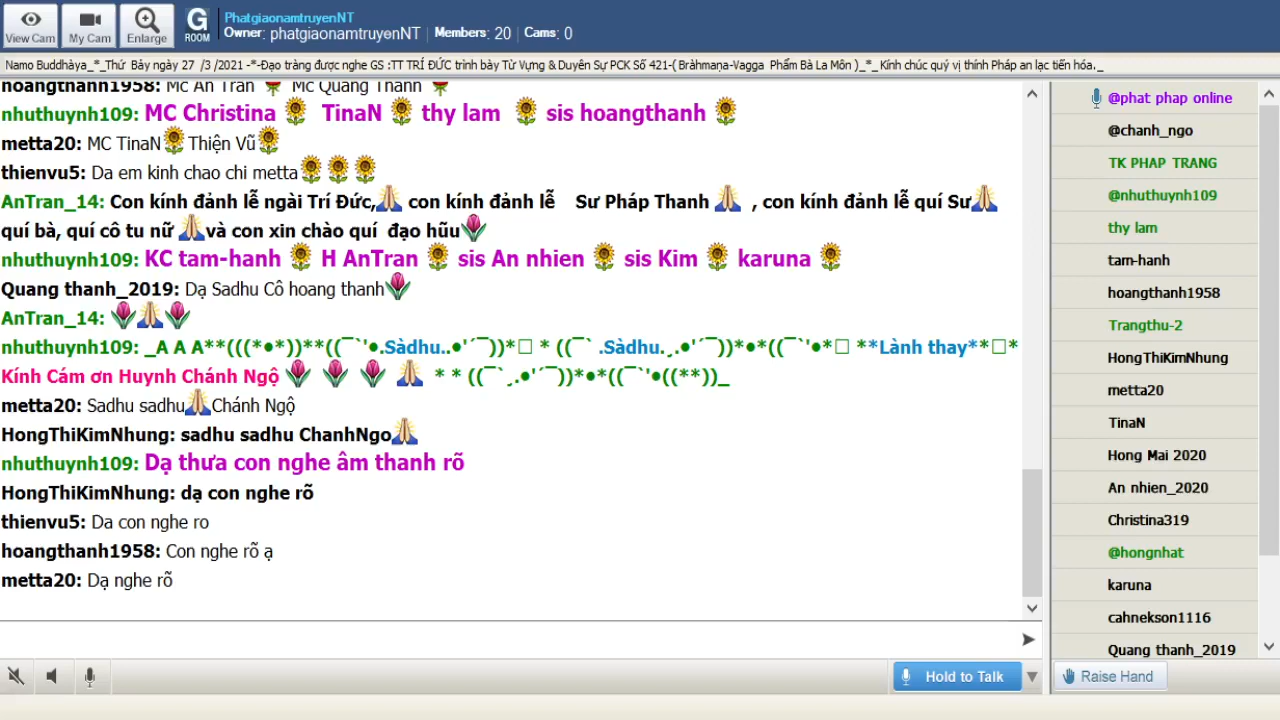 View Cam
My Cam
Enlarge
G
ROOM
PhatgiaonamtruyenNT
Owner: phatgiaonamtruyenNT | Members: 20 | Cams: 0
Namo Buddhàya_*_Thứ Bảy ngày 27 /3 /2021 -*-Đạo tràng được nghe GS :TT TRÍ ĐỨC trình bày Từ Vựng & Duyên Sự PCK Số 421-( Bràhmaṇa-Vagga Phẩm Bà La Môn )_*_ Kính chúc quý vị thính Pháp an lạc tiến hóa._
hoangthanh1958: Mc An Tran Mc Quang Thanh
nhuthuynh109: MC Christina TinaN thy lam sis hoangthanh
metta20: MC TinaN Thiện Vũ
thienvu5: Da em kinh chao chi metta
AnTran_14: Con kính đảnh lễ ngài Trí Đức, con kính đảnh lễ Sư Pháp Thanh , con kính đảnh lễ quí Sư
quí bà, quí cô tu nữ và con xin chào quí đạo hũu
nhuthuynh109: KC tam-hanh H AnTran sis An nhien sis Kim karuna
Quang thanh_2019: Dạ Sadhu Cô hoang thanh
AnTran_14:
nhuthuynh109: _A A A**(((*•*))**((¯`'•.Sàdhu..•'´¯))*□ * ((¯` .Sàdhu.¸.•'´¯))*•*((¯`'•*□ **Lành thay**□*
Kính Cám ơn Huynh Chánh Ngộ * * ((¯`¸.•'´¯))*•*((¯`'•((**))_
metta20: Sadhu sadhu Chánh Ngộ
HongThiKimNhung: sadhu sadhu ChanhNgo
nhuthuynh109: Dạ thưa con nghe âm thanh rõ
HongThiKimNhung: dạ con nghe rõ
thienvu5: Da con nghe ro
hoangthanh1958: Con nghe rõ ạ
metta20: Dạ nghe rõ
Hold to Talk
@phat phap online
@chanh_ngo
TK PHAP TRANG
@nhuthuynh109
thy lam
tam-hanh
hoangthanh1958
Trangthu-2
HongThiKimNhung
metta20
TinaN
Hong Mai 2020
An nhien_2020
Christina319
@hongnhat
karuna
cahnekson1116
Quang thanh_2019
Raise Hand